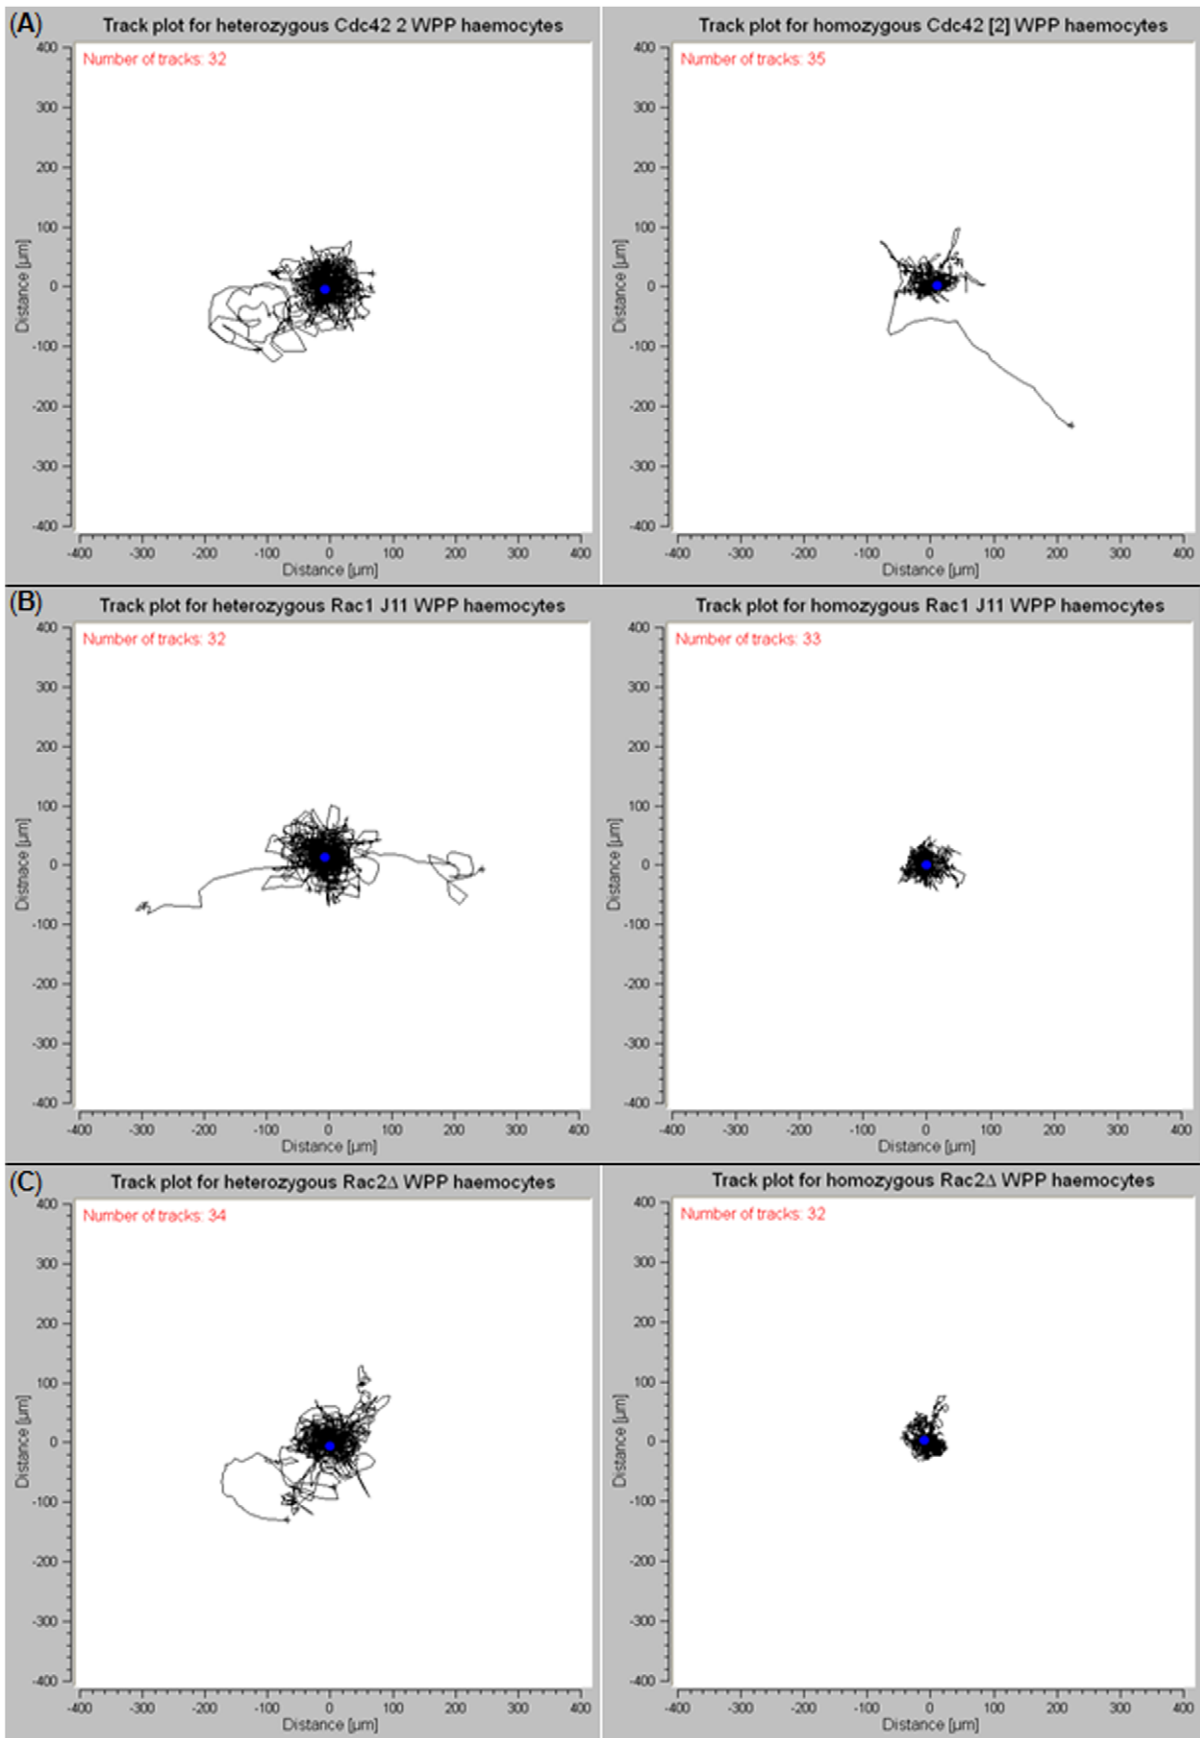 (A)
Track plot for heterozygous Cdc42 2 WPP haemocytes
Number of tracks: 32
400
300
200
100
0
-100
-200
-300
-400
Distance [µm]
-400 -300 -200 -100 0 100 200 300 400
Distance [µm]
Track plot for homozygous Cdc42 [2] WPP haemocytes
Number of tracks: 35
400
300
200
100
0
-100
-200
-300
-400
Distance [µm]
-400 -300 -200 -100 0 100 200 300 400
Distance [µm]
(B)
Track plot for heterozygous Rac1 J11 WPP haemocytes
Number of tracks: 32
400
300
200
100
0
-100
-200
-300
-400
Distnace [µm]
-400 -300 -200 -100 0 100 200 300 400
Distance [µm]
Track plot for homozygous Rac1 J11 WPP haemocytes
Number of tracks: 33
400
300
200
100
0
-100
-200
-300
-400
Distance [µm]
-400 -300 -200 -100 0 100 200 300 400
Distance [µm]
(C)
Track plot for heterozygous Rac2Δ WPP haemocytes
Number of tracks: 34
400
300
200
100
0
-100
-200
-300
-400
Distance [µm]
-400 -300 -200 -100 0 100 200 300 400
Distance [µm]
Track plot for homozygous Rac2Δ WPP haemocytes
Number of tracks: 32
400
300
200
100
0
-100
-200
-300
-400
Distance [µm]
-400 -300 -200 -100 0 100 200 300 400
Distance [µm]